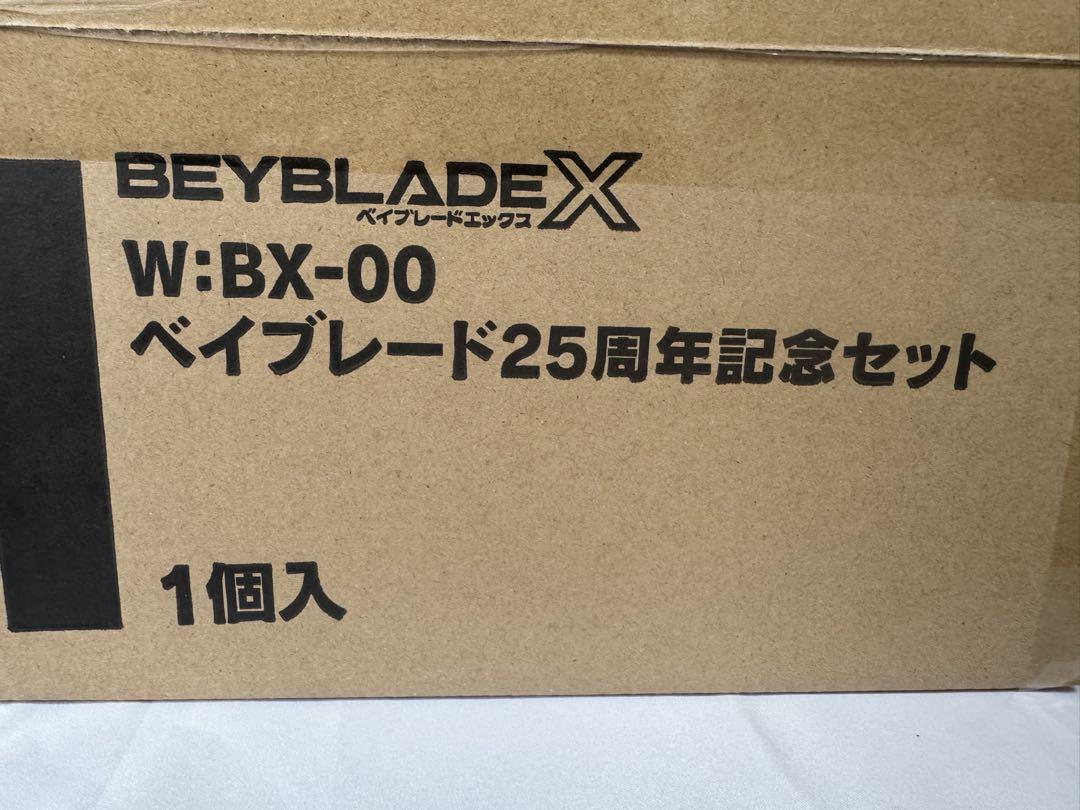 BEYBLADE X
ベイブレードエックス
W:BX-00
ベイブレード25周年記念セット
1個入